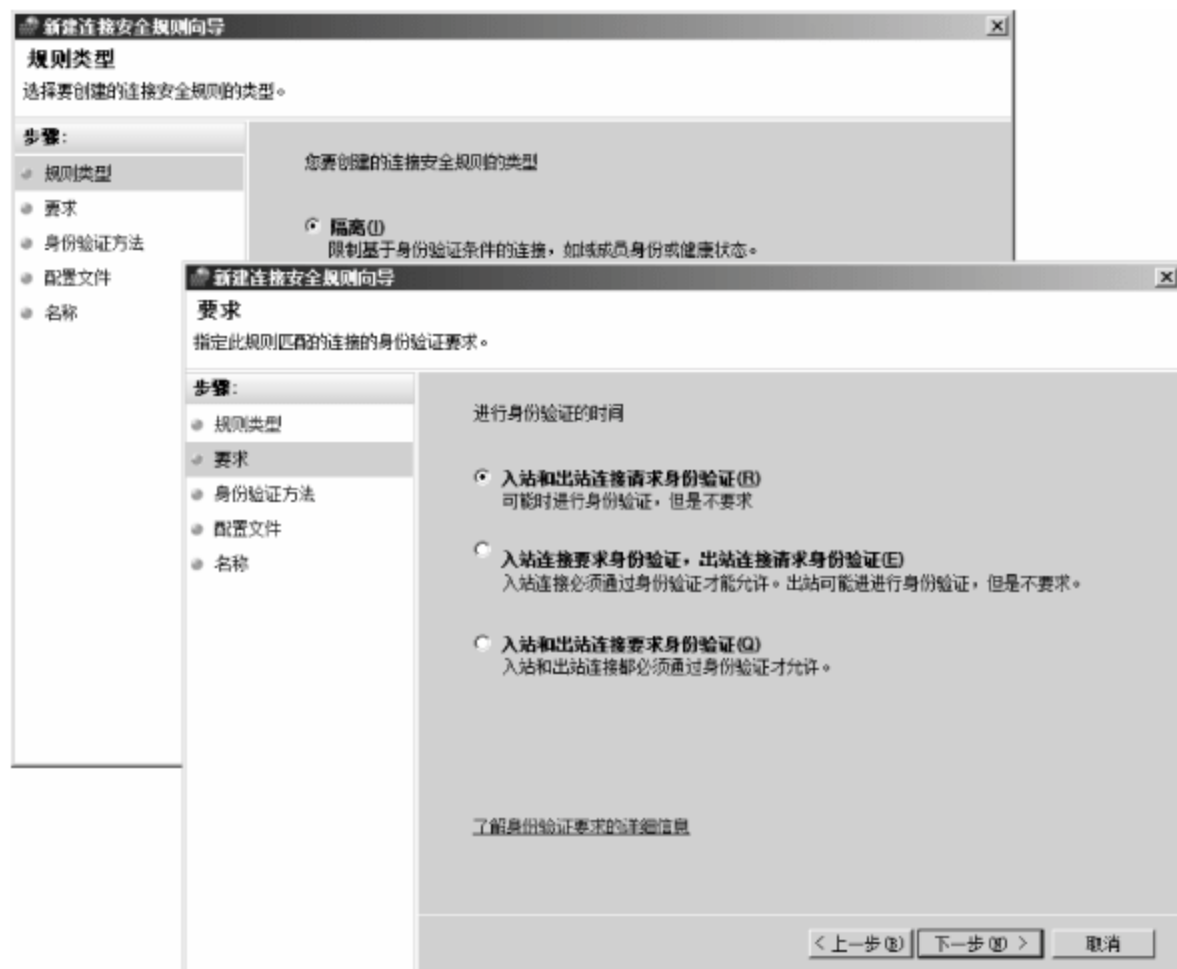 新建连接安全规则向导
规则类型
选择要创建的连接安全规则的类型。
步骤:
规则类型
要求
身份验证方法
配置文件
名称
您要创建的连接安全规则的类型
隔离(I)
限制基于身份验证条件的连接，如域成员身份或健康状态。
新建连接安全规则向导
要求
指定此规则匹配的连接的身份验证要求。
步骤:
规则类型
要求
身份验证方法
配置文件
名称
进行身份验证的时间
入站和出站连接请求身份验证(R)
可能时进行身份验证，但是不要求
入站连接要求身份验证，出站连接请求身份验证(E)
入站连接必须通过身份验证才能允许。出站可能进进行身份验证，但是不要求。
入站和出站连接要求身份验证(Q)
入站和出站连接都必须通过身份验证才允许。
了解身份验证要求的详细信息
< 上一步(B) 下一步(N) > 取消